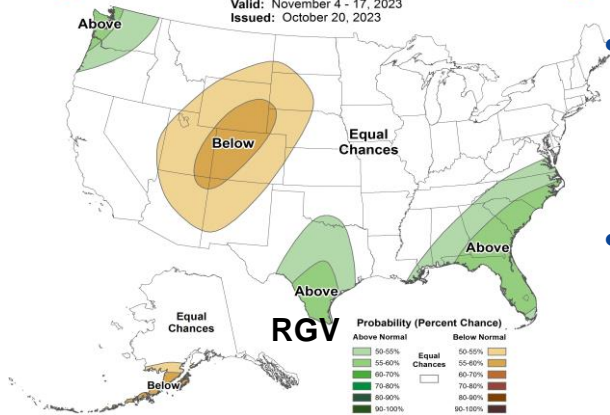 Valid: November 4 - 17, 2023
Issued: October 20, 2023
Above
Below
Equal
Chances
Above
Above
Equal
Chances
Below
RGV
Probability (Percent Chance)
Above Normal
Below Normal
50-55%
55-60%
60-70%
70-80%
80-90%
90-100%
Equal
Chances
50-55%
55-60%
60-70%
70-80%
80-90%
90-100%